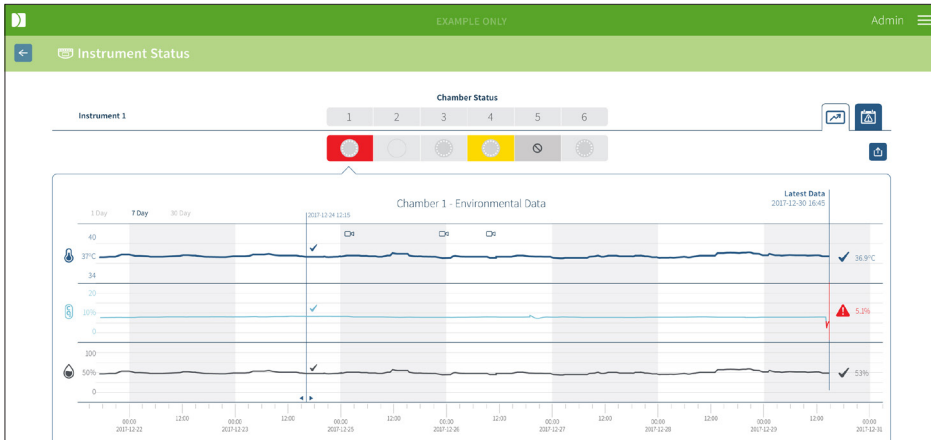 EXAMPLE ONLY
Admin
Instrument Status
Chamber Status
Instrument 1
1 2 3 4 5 6
Latest Data
2017-12-30 16:45
Chamber 1 - Environmental Data
1 Day 7 Day 30 Day
2017-12-24 12:15
40
37°C
36.9°C
34
20
10%
5.1%
0
100
50%
53%
0
00:00 12:00 00:00 12:00 00:00 12:00 00:00 12:00 00:00 12:00 00:00 12:00 00:00 12:00 00:00
2017-12-22 2017-12-23 2017-12-25 2017-12-26 2017-12-27 2017-12-28 2017-12-29 2017-12-31